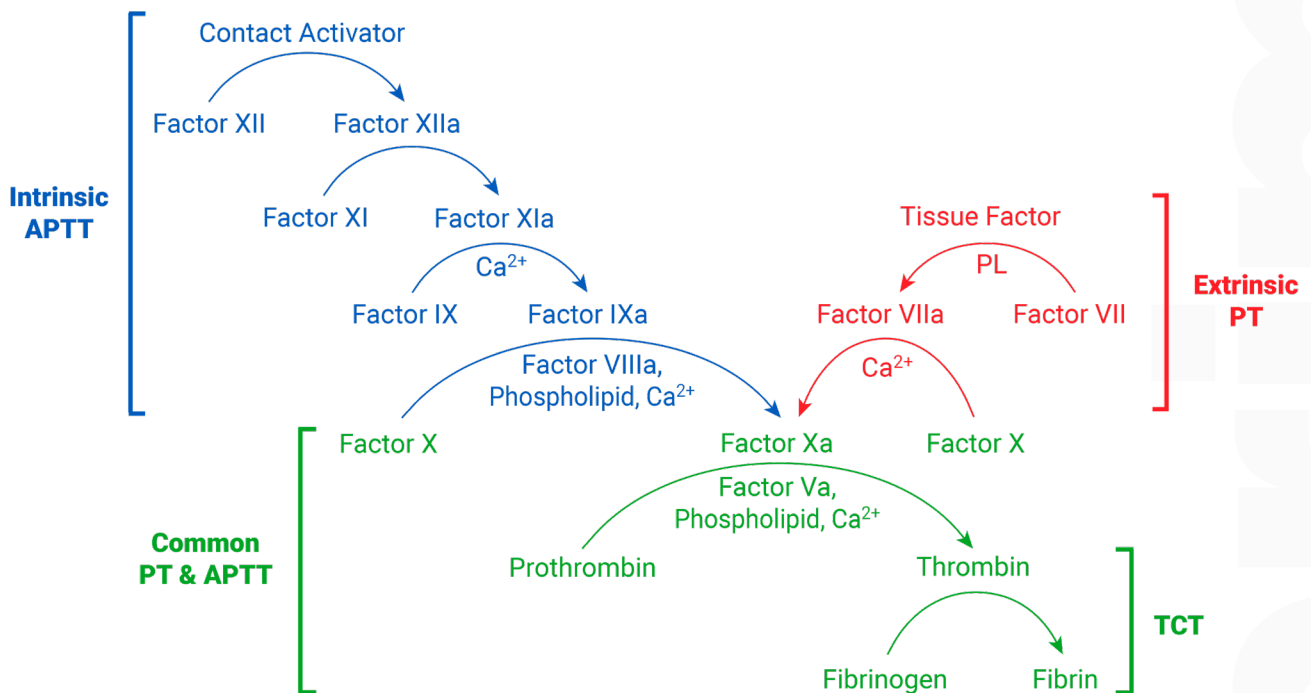 Contact Activator
Factor XII
Factor XIIa
Intrinsic
APTT
Factor XI
Factor XIa
Tissue Factor
Ca²⁺
PL
Extrinsic
PT
Factor IX
Factor IXa
Factor VIIa
Factor VII
Factor VIIIa,
Phospholipid, Ca²⁺
Ca²⁺
Factor X
Factor Xa
Factor X
Factor Va,
Phospholipid, Ca²⁺
Common
PT & APTT
Prothrombin
Thrombin
TCT
Fibrinogen
Fibrin